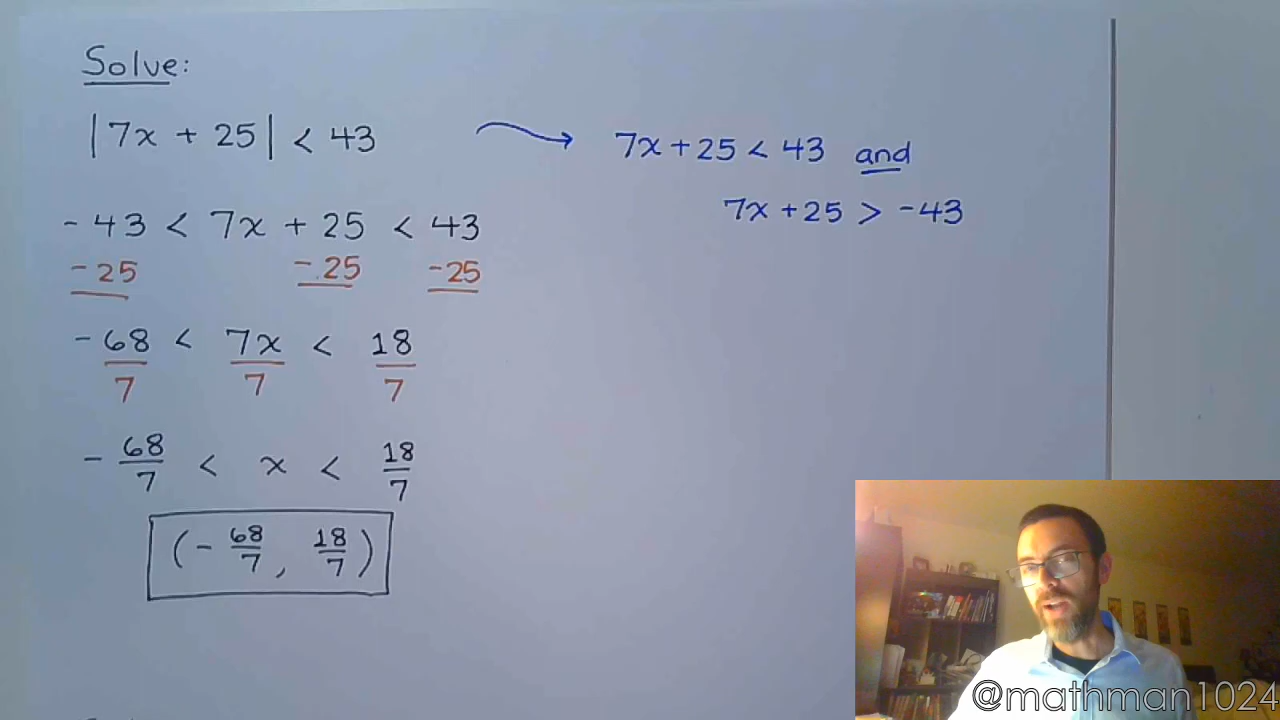 Solve:
|7x + 25| < 43
7x + 25 < 43 and
7x + 25 > -43
-43 < 7x + 25 < 43
-25 -25 -25
-68/7 < 7x/7 < 18/7
-68/7 < x < 18/7
(-68/7, 18/7)
@mathman1024